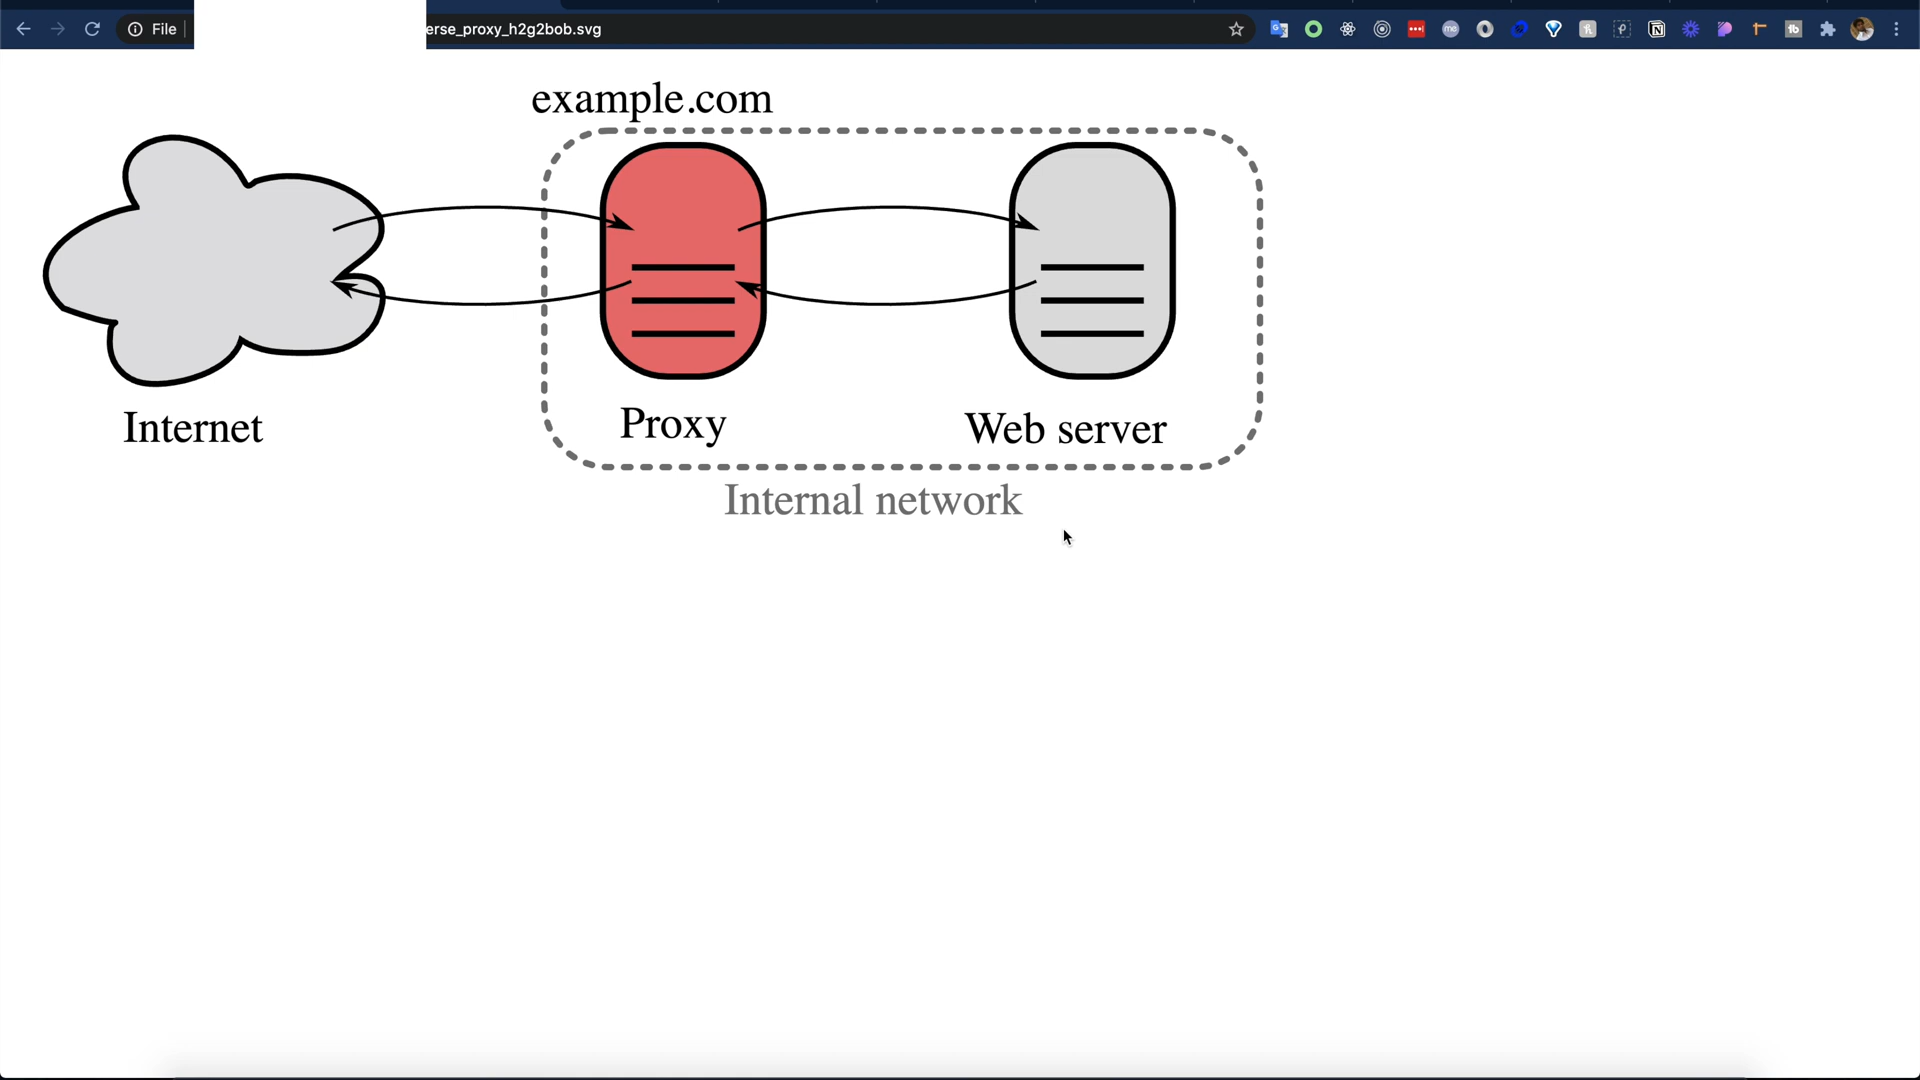 File
erse_proxy_h2g2bob.svg
example.com
Internet
Proxy
Web server
Internal network